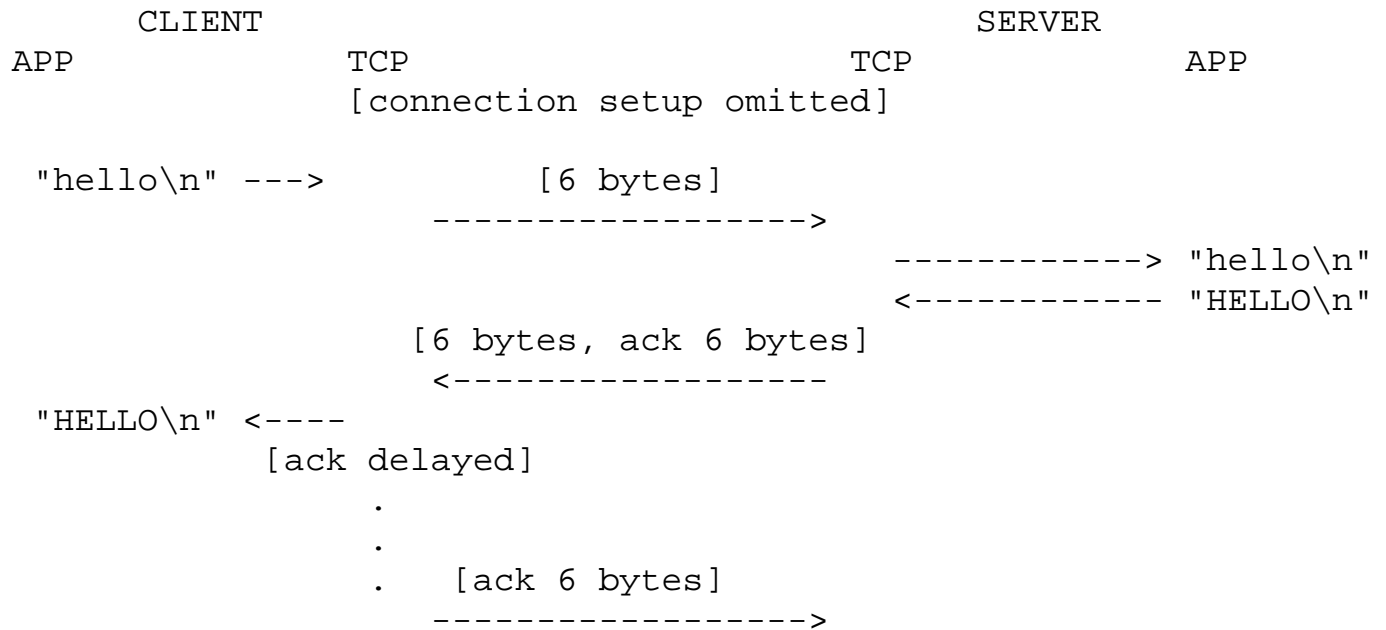 CLIENT SERVER
APP TCP TCP APP
[connection setup omitted]
"hello\n" ---> [6 bytes]
------------------>
------------> "hello\n"
<------------ "HELLO\n"
[6 bytes, ack 6 bytes]
<------------------
"HELLO\n" <----
[ack delayed]
.
.
. [ack 6 bytes]
------------------>